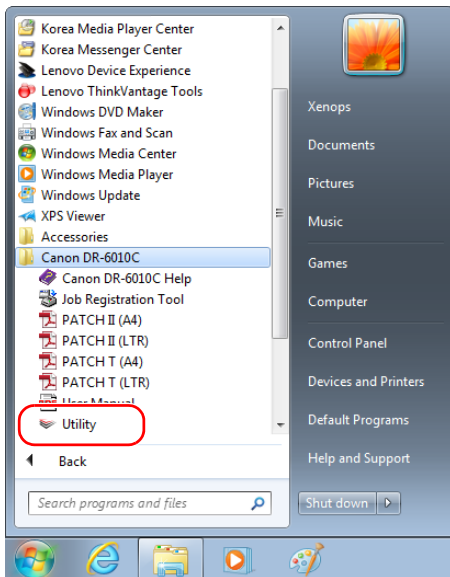 Korea Media Player Center
Korea Messenger Center
Lenovo Device Experience
Lenovo ThinkVantage Tools
Windows DVD Maker
Windows Fax and Scan
Windows Media Center
Windows Media Player
Windows Update
XPS Viewer
Accessories
Canon DR-6010C
Canon DR-6010C Help
Job Registration Tool
PATCH II (A4)
PATCH II (LTR)
PATCH T (A4)
PATCH T (LTR)
User Manual
Utility
Back
Search programs and files
Xenops
Documents
Pictures
Music
Games
Computer
Control Panel
Devices and Printers
Default Programs
Help and Support
Shut down